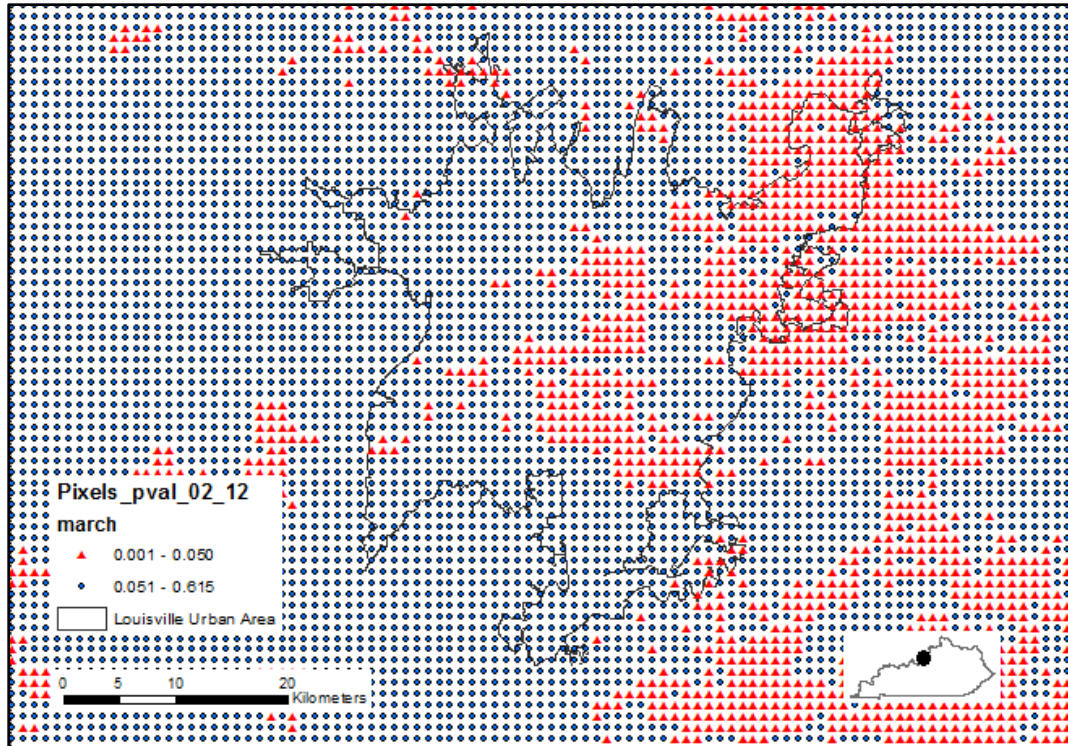 Pixels_pval_02_12
march
0.001 - 0.050
0.051 - 0.615
Louisville Urban Area
0 5 10 20
Kilometers